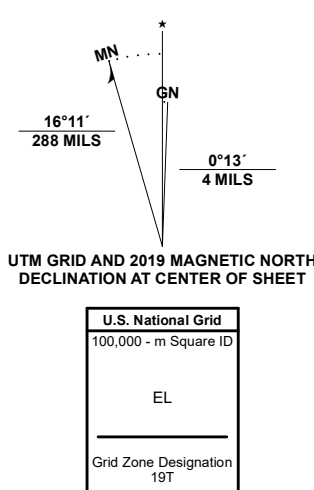 ★
MN
GN
16°11´
288 MILS
0°13´
4 MILS
UTM GRID AND 2019 MAGNETIC NORTH
DECLINATION AT CENTER OF SHEET
U.S. National Grid
100,000 - m Square ID
EL
Grid Zone Designation
19T